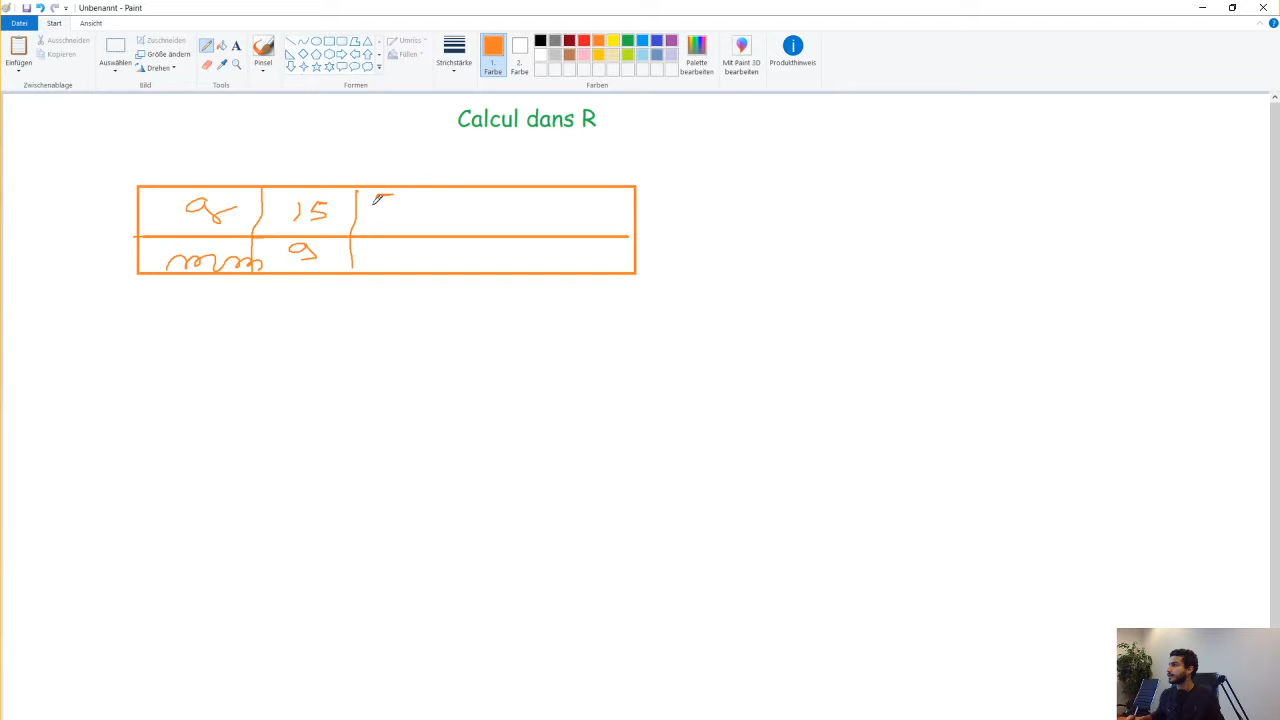 Unbenannt - Paint
Datei Start Ansicht
Einfügen
Ausschneiden
Kopieren
Zwischenablage
Auswählen
Zuschneiden
Größe ändern
Drehen
Bild
A
Tools
Pinsel
Umriss
Füllen
Formen
Strichstärke
1. Farbe
2. Farbe
Palette bearbeiten
Farben
Mit Paint 3D bearbeiten
Produkthinweis
Calcul dans R
15
9